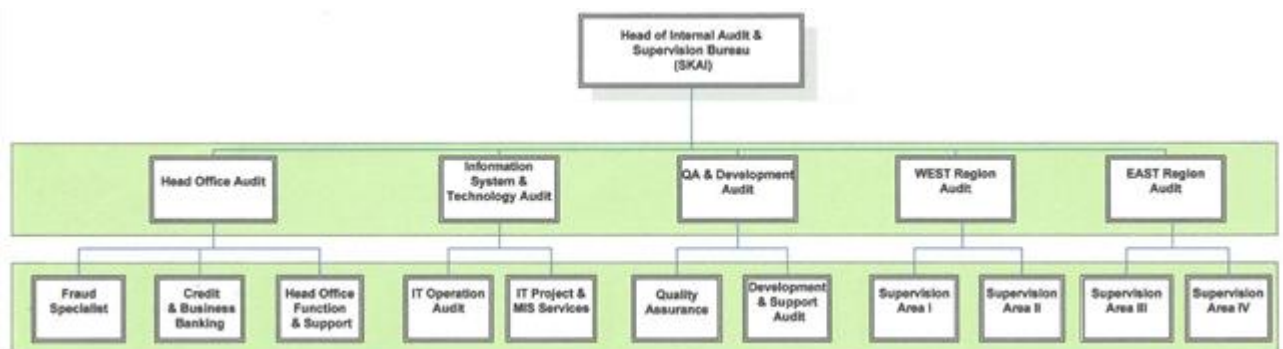 Head of Internal Audit &
Supervision Bureau
(SKAI)
Head Office Audit
Information
System &
Technology Audit
QA & Development
Audit
WEST Region
Audit
EAST Region
Audit
Fraud
Specialist
Credit
& Business
Banking
Head Office
Function
& Support
IT Operation
Audit
IT Project &
MIS Services
Quality
Assurance
Development
& Support
Audit
Supervision
Area I
Supervision
Area II
Supervision
Area III
Supervision
Area IV